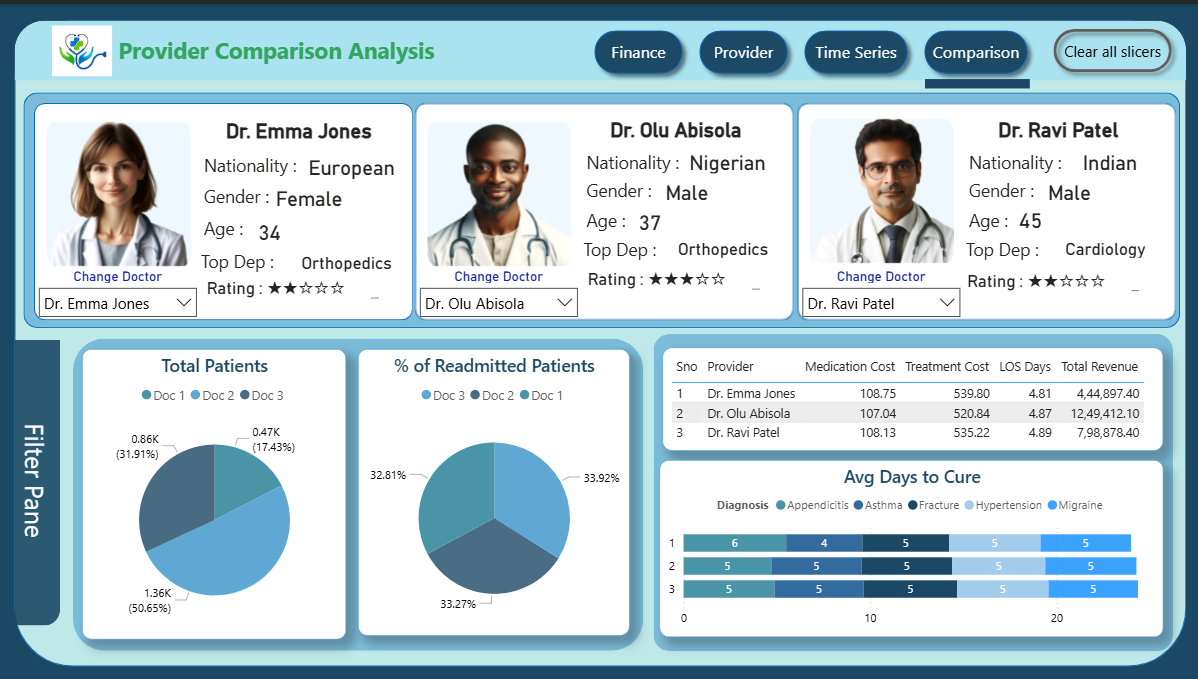 Provider Comparison Analysis
Finance
Provider
Time Series
Comparison
Clear all slicers
Dr. Emma Jones
Nationality : European
Gender : Female
Age : 34
Top Dep : Orthopedics
Rating : ★★☆☆☆ _
Change Doctor
Dr. Emma Jones
Dr. Olu Abisola
Nationality : Nigerian
Gender : Male
Age : 37
Top Dep : Orthopedics
Rating : ★★★☆☆ _
Change Doctor
Dr. Olu Abisola
Dr. Ravi Patel
Nationality : Indian
Gender : Male
Age : 45
Top Dep : Cardiology
Rating : ★★☆☆☆ _
Change Doctor
Dr. Ravi Patel
Filter Pane
Total Patients
Doc 1 Doc 2 Doc 3
0.86K
(31.91%)
0.47K
(17.43%)
1.36K
(50.65%)
% of Readmitted Patients
Doc 3 Doc 2 Doc 1
32.81%
33.92%
33.27%
Sno Provider Medication Cost Treatment Cost LOS Days Total Revenue
1 Dr. Emma Jones 108.75 539.80 4.81 4,44,897.40
2 Dr. Olu Abisola 107.04 520.84 4.87 12,49,412.10
3 Dr. Ravi Patel 108.13 535.22 4.89 7,98,878.40
Avg Days to Cure
Diagnosis Appendicitis Asthma Fracture Hypertension Migraine
1 6 4 5 5 5
2 5 5 5 5 5
3 5 5 5 5 5
0 10 20